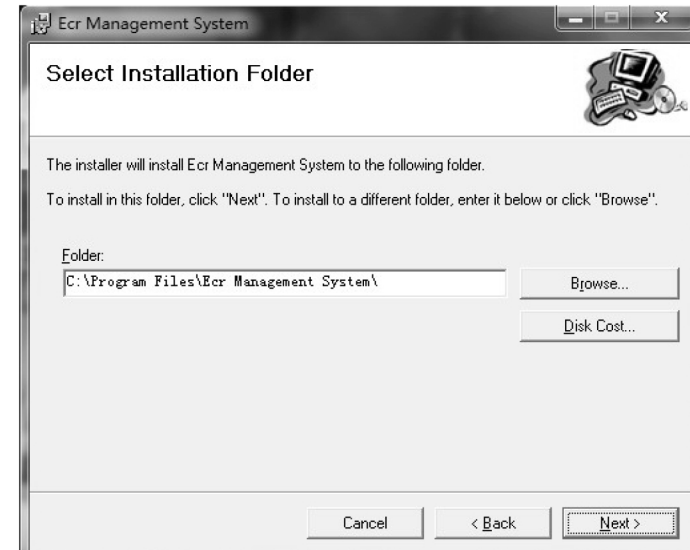 Ecr Management System
Select Installation Folder
The installer will install Ecr Management System to the following folder.
To install in this folder, click "Next". To install to a different folder, enter it below or click "Browse".
Folder:
C:\Program Files\Ecr Management System\
Browse...
Disk Cost...
Cancel
< Back
Next >